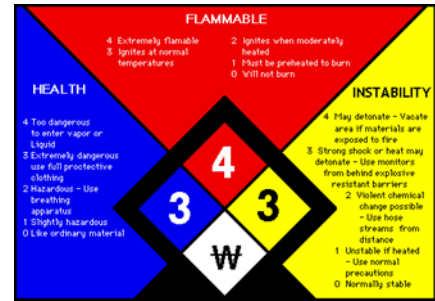 FLAMMABLE
4 Extremely flamable
3 Ignites at normal
temperatures
2 Ignites when moderately
heated
1 Must be preheated to burn
0 Will not burn
HEALTH
4 Too dangerous
to enter vapor or
Liquid
3 Extremely dangerous
use full proctective
clothing
2 Hazardous - Use
breathing
apparatus
1 Slightly hazardous
0 Like ordinary material
INSTABILITY
4 May detonate - Vacate
area if materials are
exposed to fire
3 Strong shock or heat may
detonate - Use monitors
from behind explosive
resistant barriers
2 Violent chemical
change possible
- Use hose
streams from
distance
1 Unstable if heated
- Use normal
precautions
0 Normally stable
4
3
3
W